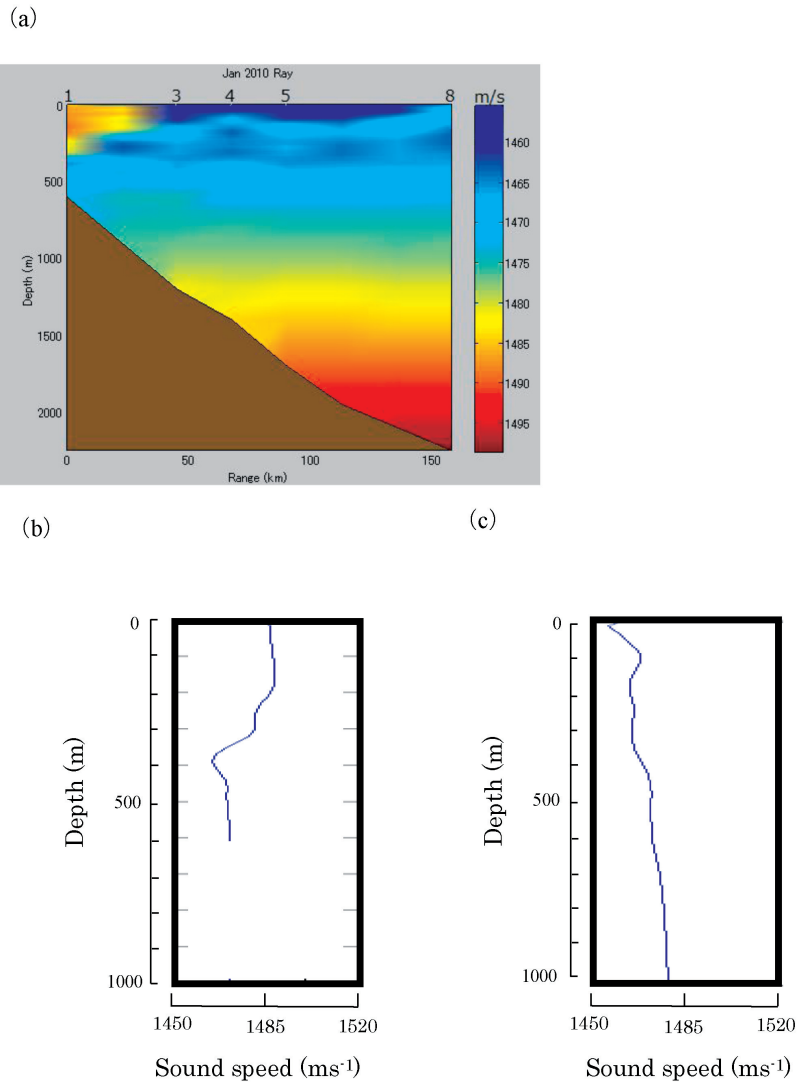 (a)
Jan 2010 Ray
1 3 4 5 8 m/s
0
500
1000
1500
2000
Depth (m)
0 50 100 150
Range (km)
1460
1465
1470
1475
1480
1485
1490
1495
(b)
0
500
1000
Depth (m)
1450 1485 1520
Sound speed (ms-1)
(c)
0
500
1000
Depth (m)
1450 1485 1520
Sound speed (ms-1)